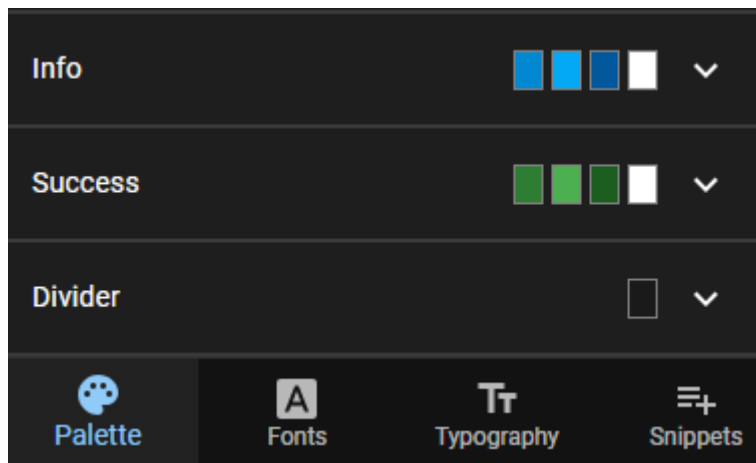 Info
Success
Divider
Palette
Fonts
Typography
Snippets